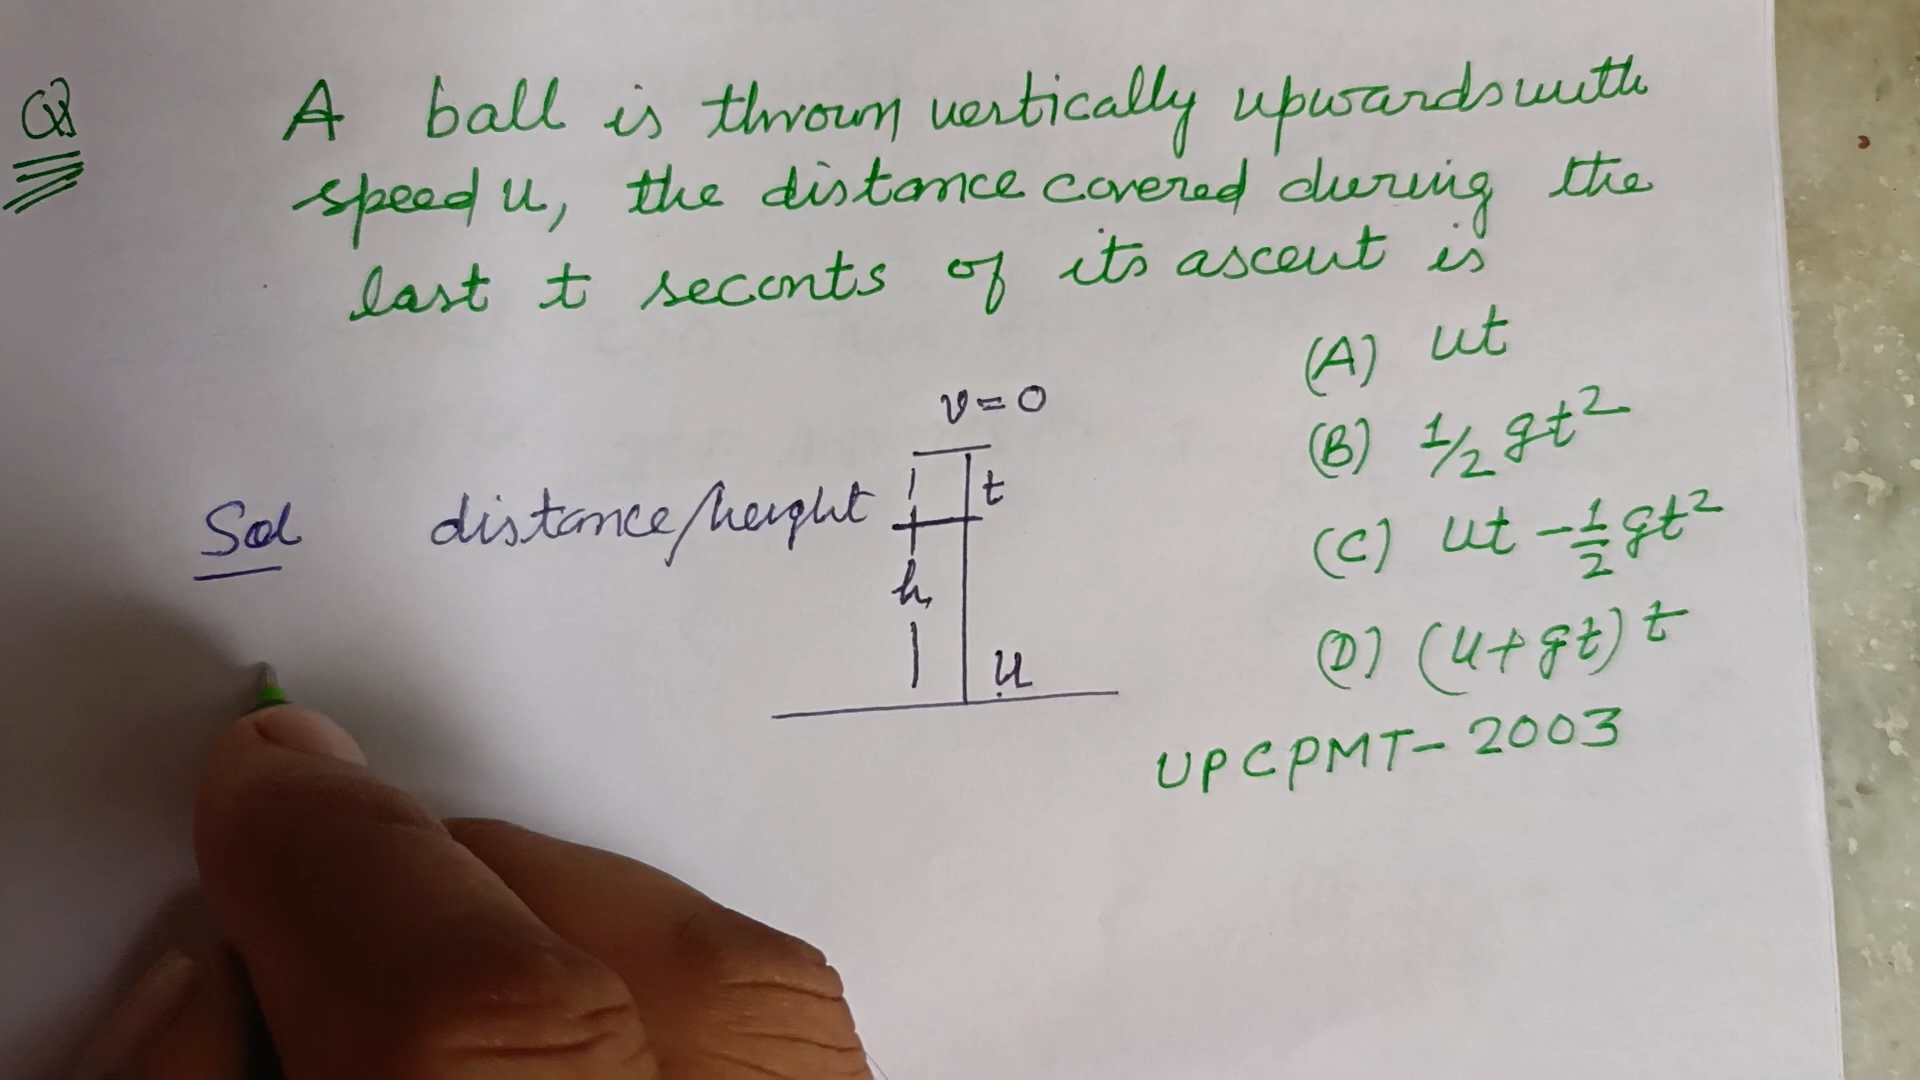 Q
A ball is thrown vertically upwards with
speed u, the distance covered during the
last t seconts of its ascent is
(A) ut
(B) 1/2 gt²
(C) ut - 1/2 gt²
(D) (u+gt) t
UPCPMT-2003
v=0
t
Sol distance/height
h
u